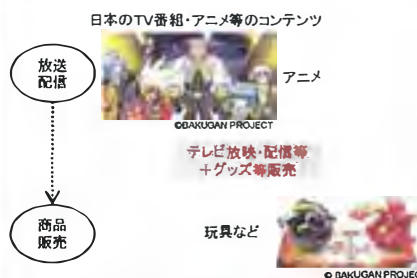 日本のTV番組・アニメ等のコンテンツ
放送
配信
アニメ
©BAKUGAN PROJECT
テレビ放映・配信等
＋グッズ等販売
商品
販売
玩具など
© BAKUGAN PROJEC